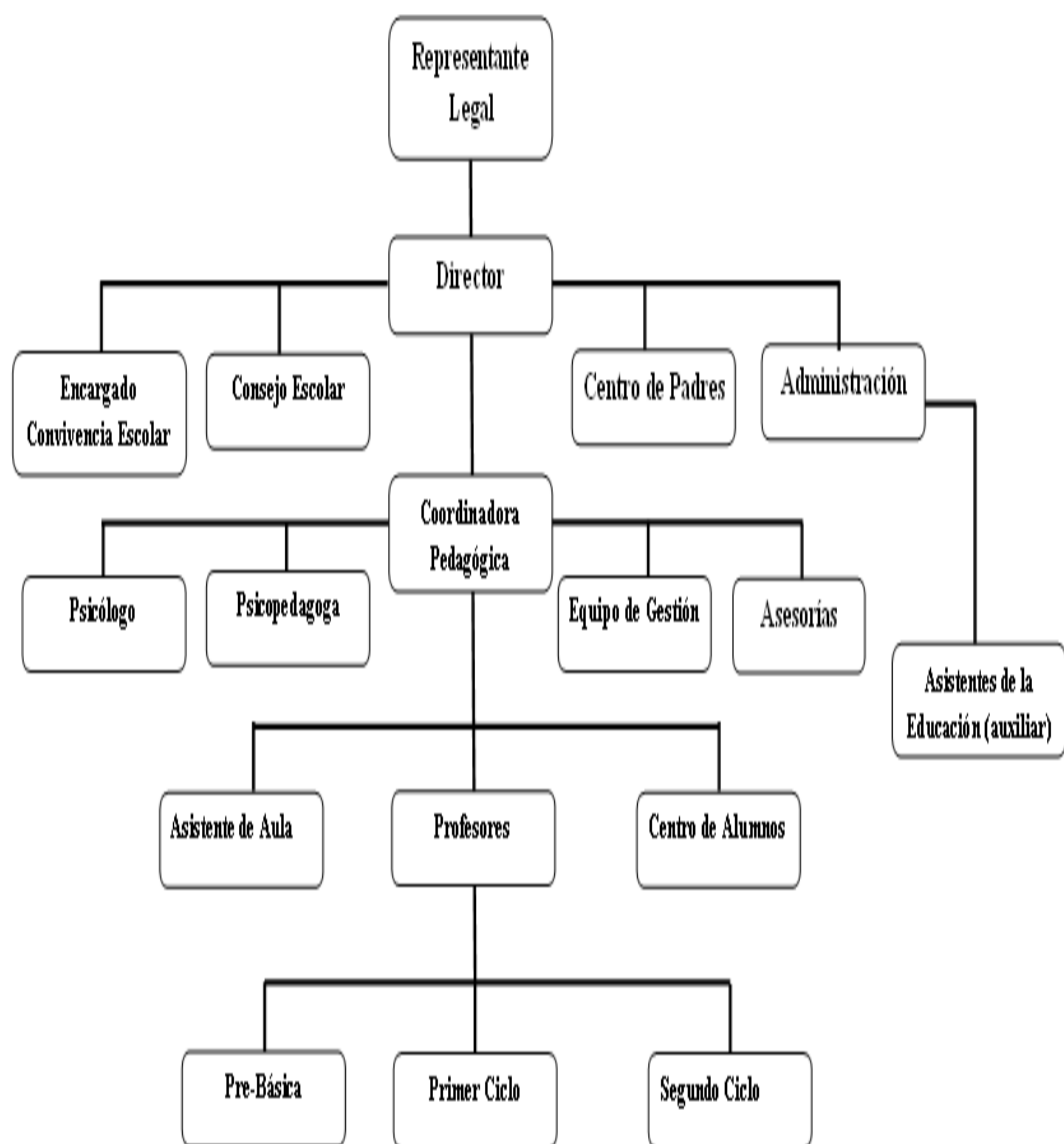 Representante
Legal
Director
Encargado
Convivencia Escolar
Consejo Escolar
Centro de Padres
Administración
Coordinadora
Pedagógica
Psicólogo
Psicopedagoga
Equipo de Gestión
Asesorías
Asistentes de la
Educación (auxiliar)
Asistente de Aula
Profesores
Centro de Alumnos
Pre-Básica
Primer Ciclo
Segundo Ciclo